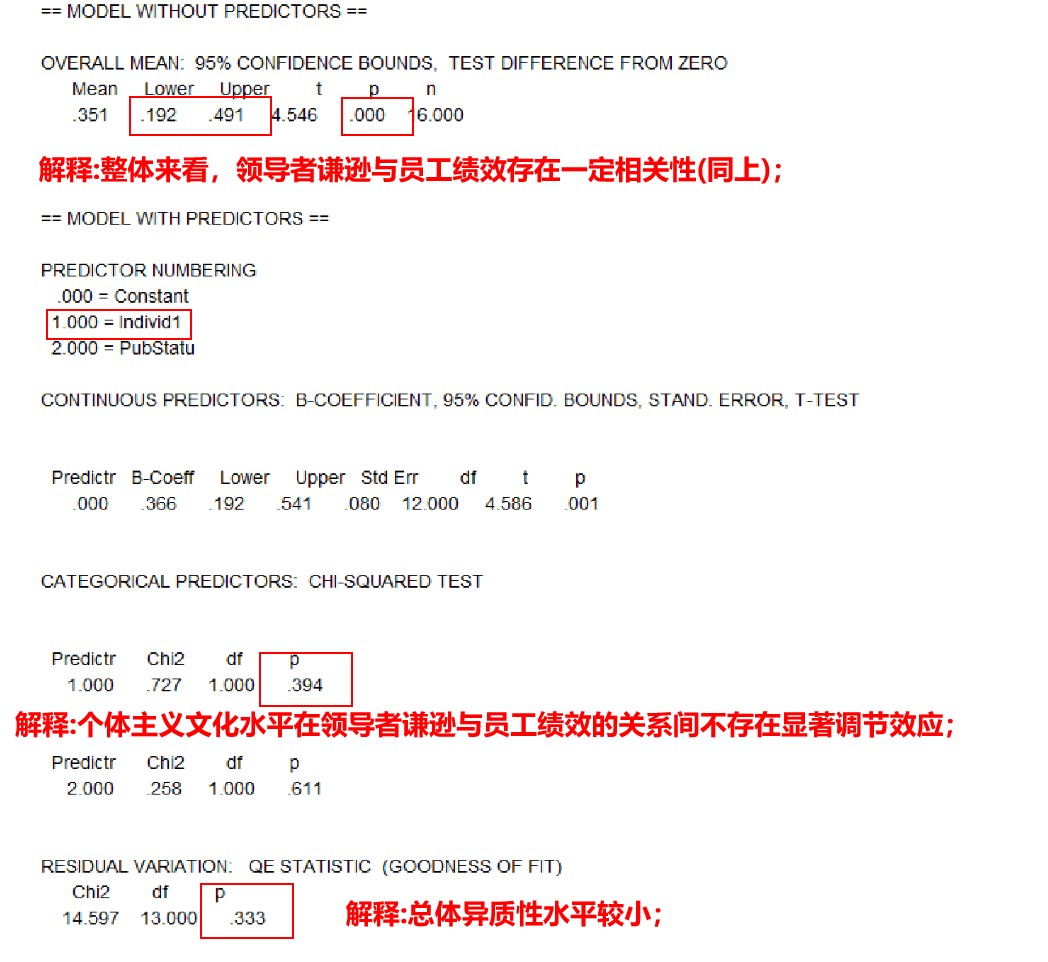 == MODEL WITHOUT PREDICTORS ==
OVERALL MEAN: 95% CONFIDENCE BOUNDS, TEST DIFFERENCE FROM ZERO
Mean Lower Upper t p n
.351 .192 .491 4.546 .000 16.000
解释:整体来看，领导者谦逊与员工绩效存在一定相关性(同上)；
== MODEL WITH PREDICTORS ==
PREDICTOR NUMBERING
.000 = Constant
1.000 = Individ1
2.000 = PubStatu
CONTINUOUS PREDICTORS: B-COEFFICIENT, 95% CONFID. BOUNDS, STAND. ERROR, T-TEST
Predictr B-Coeff Lower Upper Std Err df t p
.000 .366 .192 .541 .080 12.000 4.586 .001
CATEGORICAL PREDICTORS: CHI-SQUARED TEST
Predictr Chi2 df p
1.000 .727 1.000 .394
解释:个体主义文化水平在领导者谦逊与员工绩效的关系间不存在显著调节效应；
Predictr Chi2 df p
2.000 .258 1.000 .611
RESIDUAL VARIATION: QE STATISTIC (GOODNESS OF FIT)
Chi2 df p
14.597 13.000 .333
解释:总体异质性水平较小；